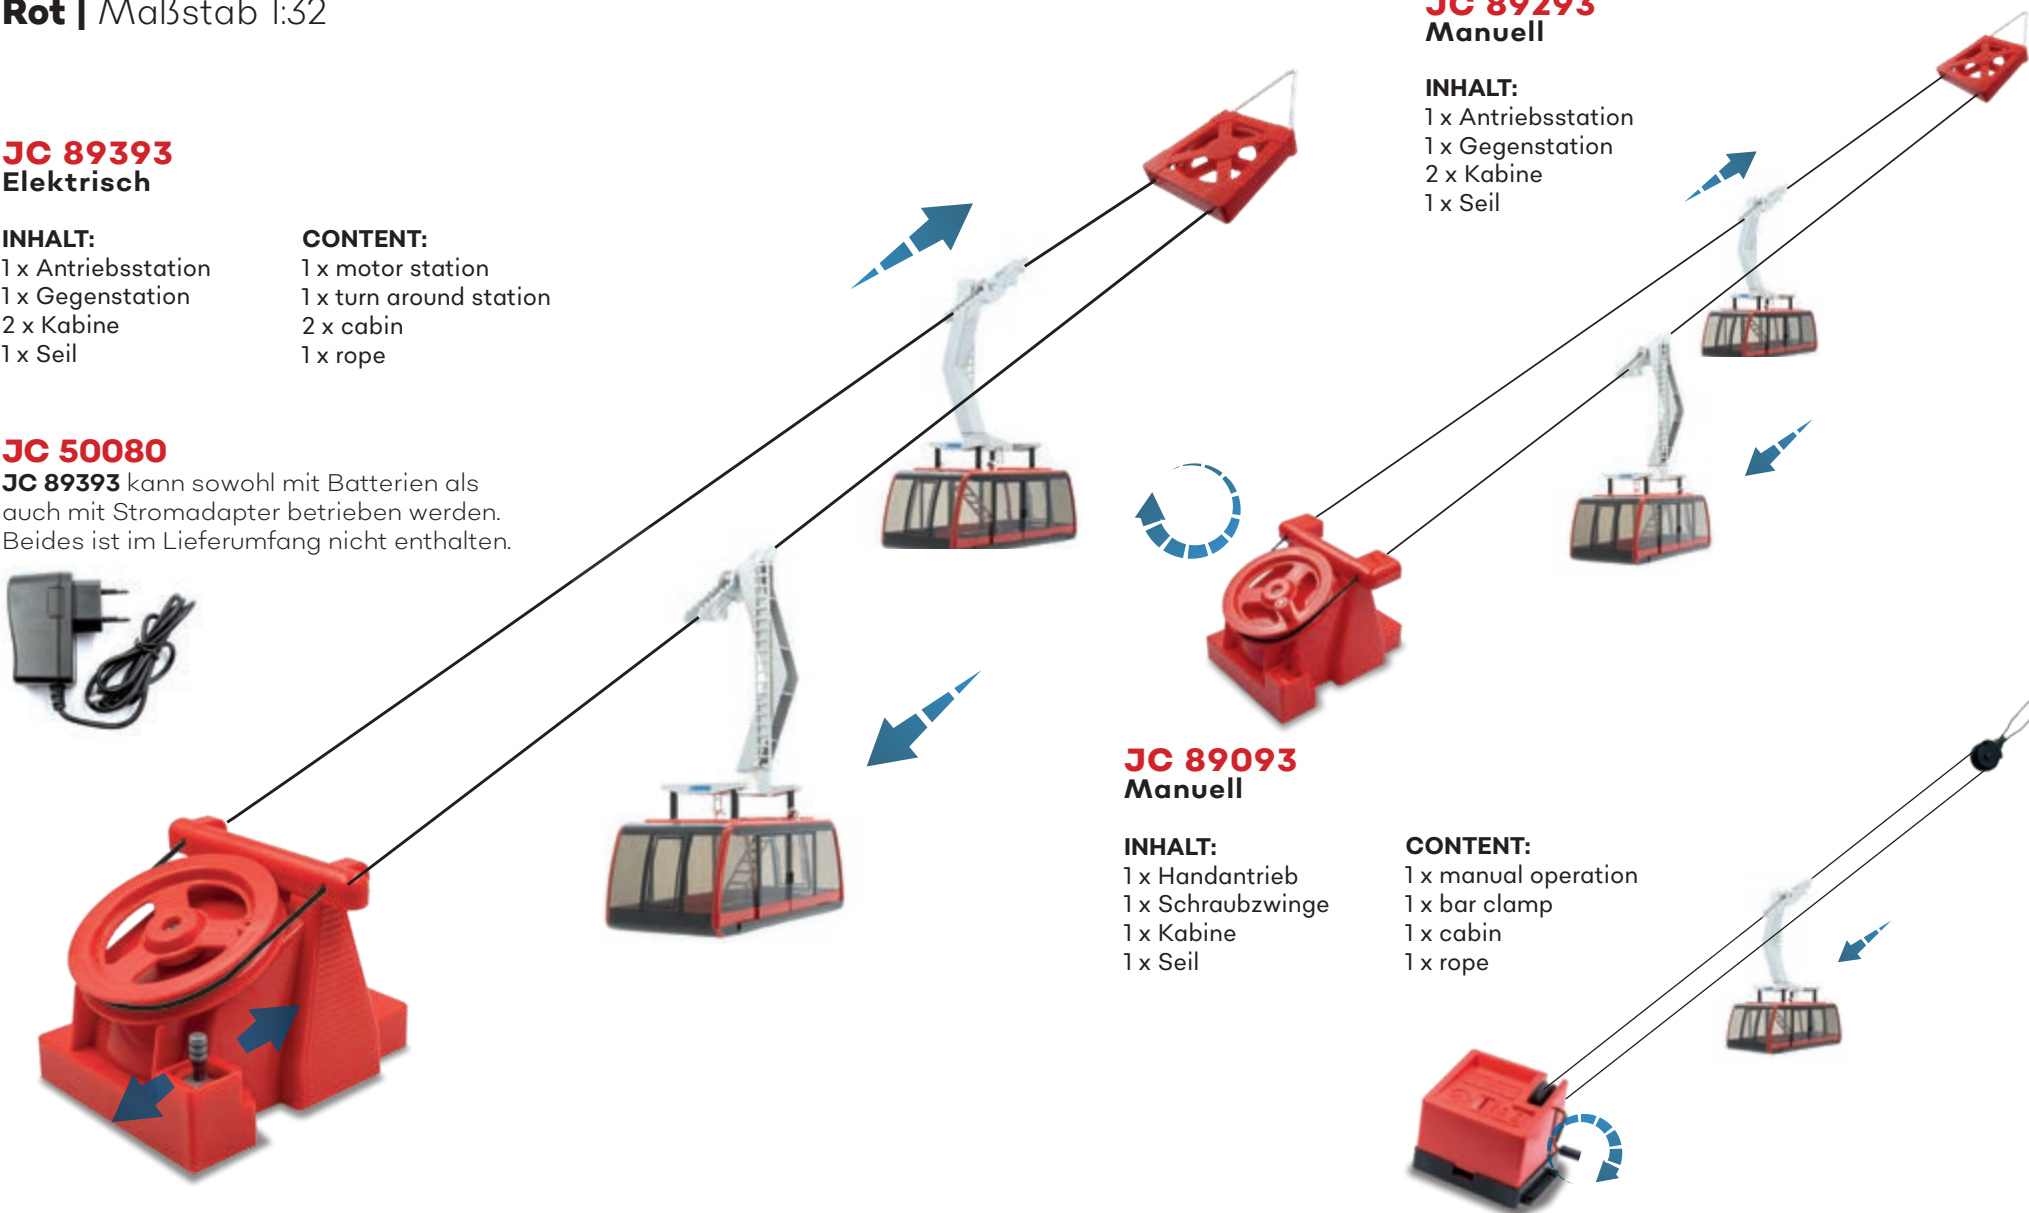 Rot | Maßstab 1:32
JC 89393
Elektrisch
INHALT:
1 x Antriebsstation
1 x Gegenstation
2 x Kabine
1 x Seil
CONTENT:
1 x motor station
1 x turn around station
2 x cabin
1 x rope
JC 50080
JC 89393 kann sowohl mit Batterien als
auch mit Stromadapter betrieben werden.
Beides ist im Lieferumfang nicht enthalten.
JC 89293
Manuell
INHALT:
1 x Antriebsstation
1 x Gegenstation
2 x Kabine
1 x Seil
JC 89093
Manuell
INHALT:
1 x Handantrieb
1 x Schraubzwinge
1 x Kabine
1 x Seil
CONTENT:
1 x manual operation
1 x bar clamp
1 x cabin
1 x rope